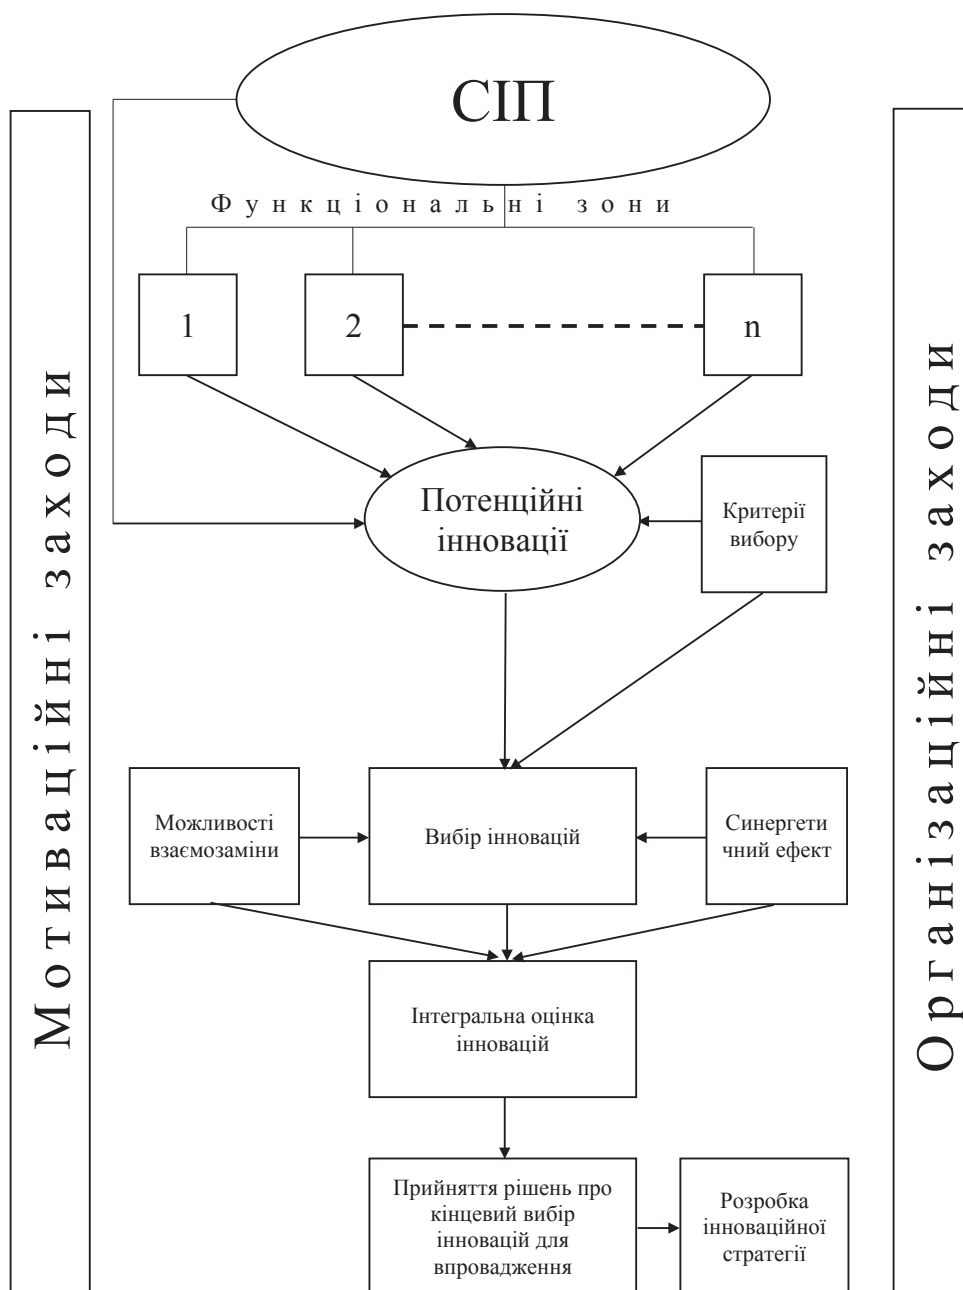 СІП
Функціональні зони
1
2
n
Потенційні
інновації
Критерії
вибору
Мотиваційні заходи
Організаційні заходи
Можливості
взаємозаміни
Вибір інновацій
Синергети
чний ефект
Інтегральна оцінка
інновацій
Прийняття рішень про
кінцевий вибір
інновацій для
впровадження
Розробка
інноваційної
стратегії